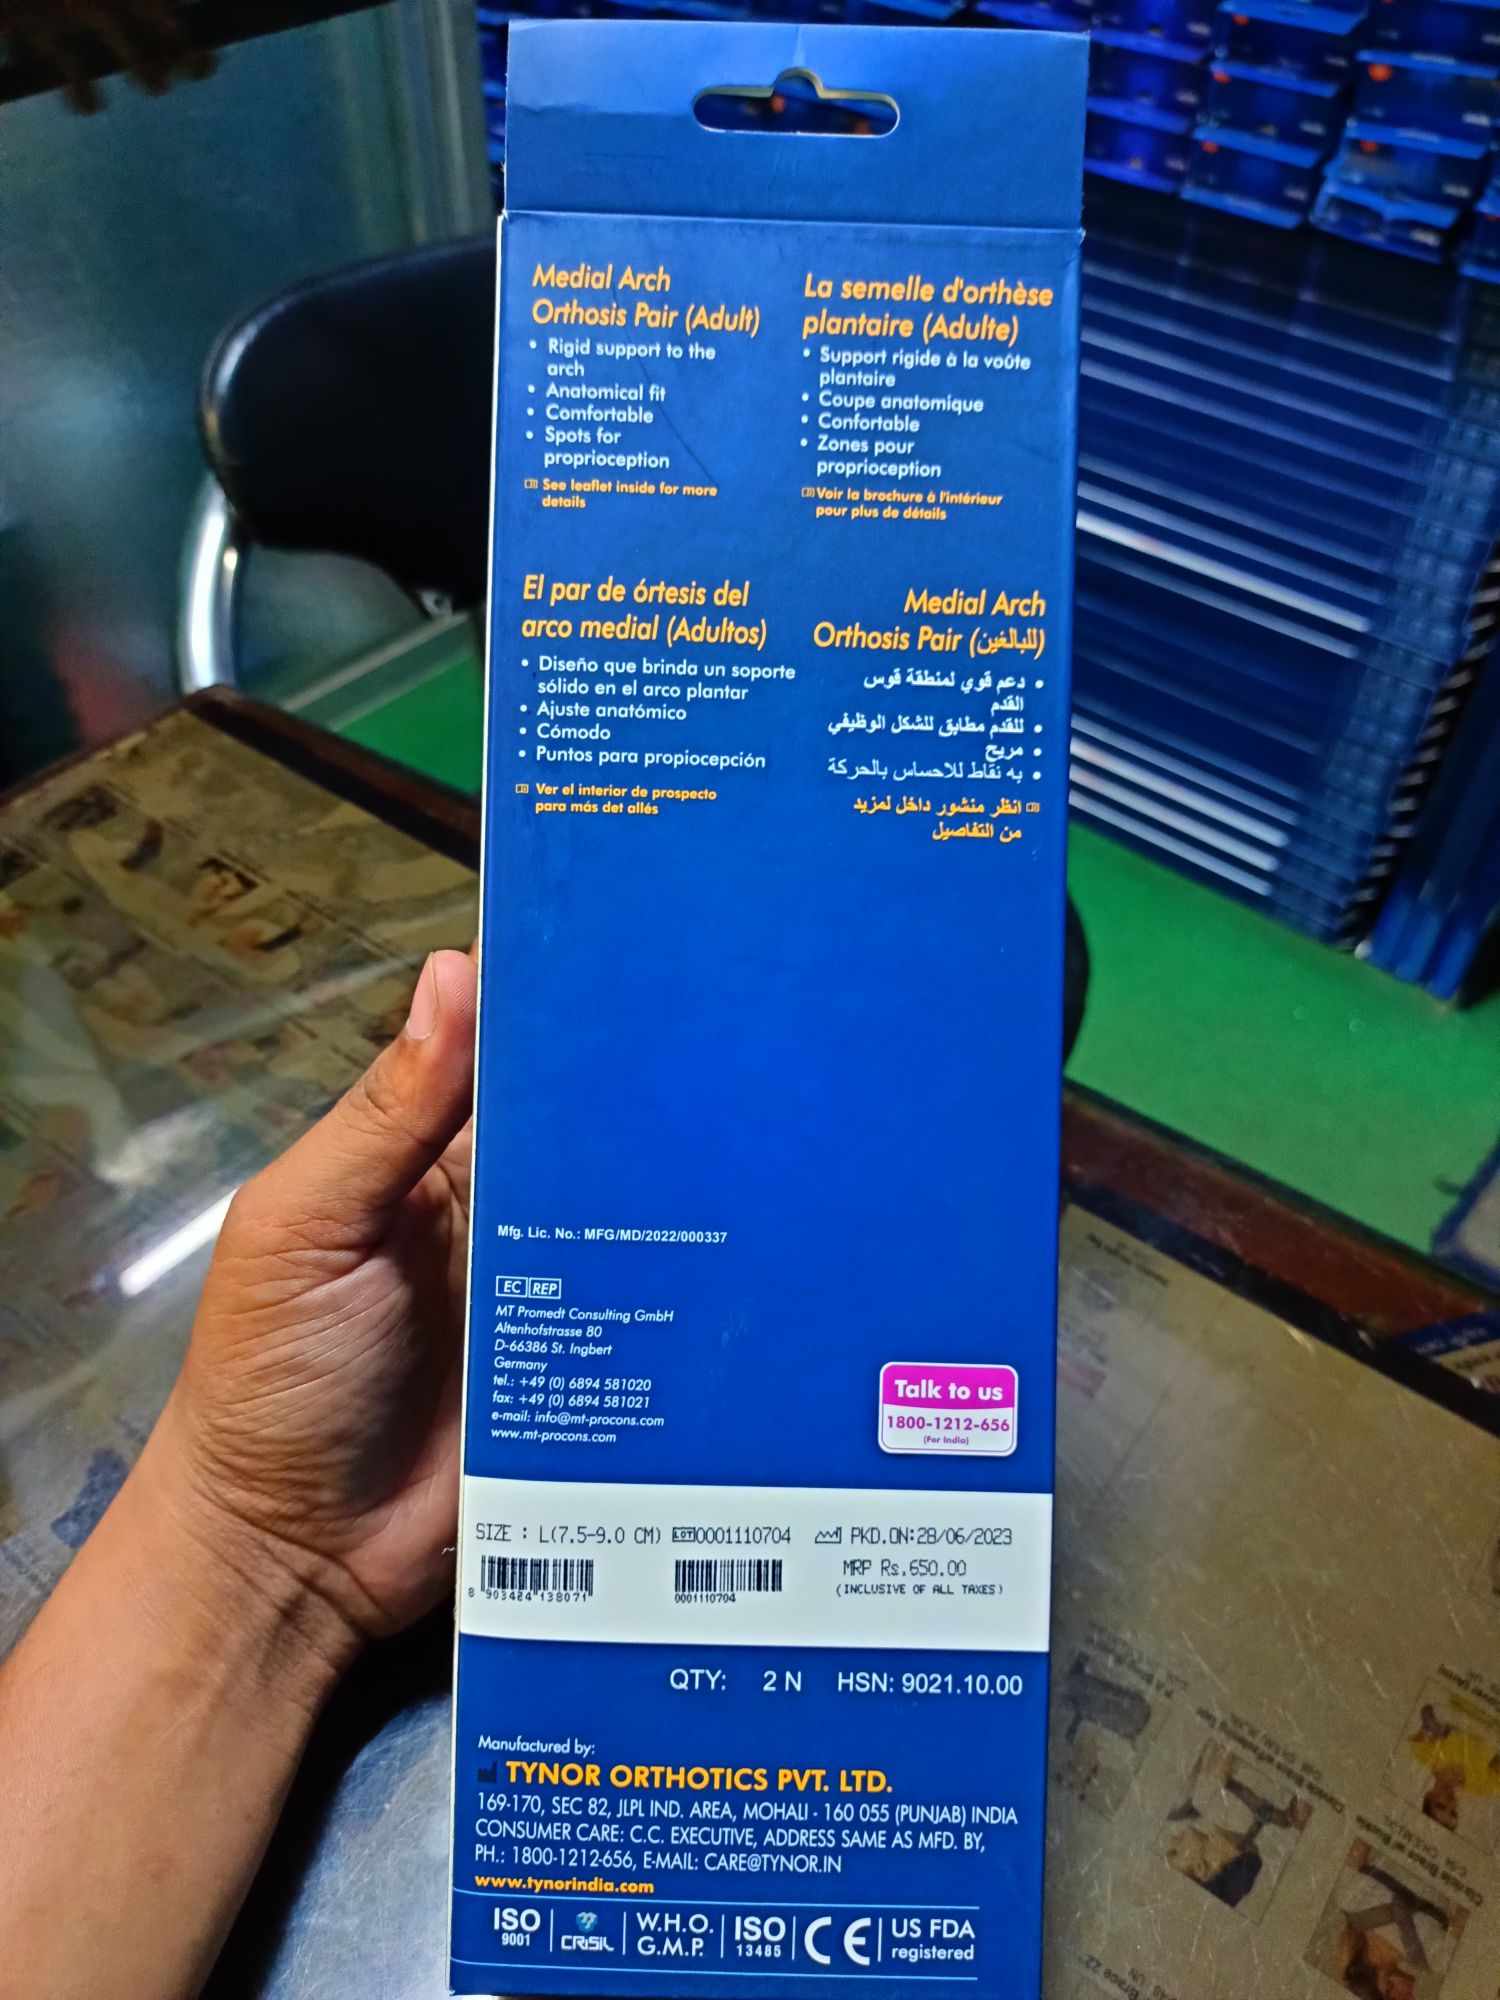 Medial Arch
Orthosis Pair (Adult)
• Rigid support to the
arch
• Anatomical fit
• Comfortable
• Spots for
proprioception
See leaflet inside for more
details
La semelle d'orthèse
plantaire (Adulte)
• Support rigide à la voûte
plantaire
• Coupe anatomique
• Confortable
• Zones pour
proprioception
Voir la brochure à l'intérieur
pour plus de détails
El par de órtesis del
arco medial (Adultos)
• Diseño que brinda un soporte
sólido en el arco plantar
• Ajuste anatómico
• Cómodo
• Puntos para propiocepción
Ver el interior de prospecto
para más det allés
Medial Arch
Orthosis Pair (للبالغين)
• دعم قوي لمنطقة قوس
القدم
• للقدم مطابق للشكل الوظيفي
• مريح
• به نقاط للاحساس بالحركة
انظر منشور داخل لمزيد
من التفاصيل
Mfg. Lic. No.: MFG/MD/2022/000337
EC REP
MT Promedt Consulting GmbH
Altenhofstrasse 80
D-66386 St. Ingbert
Germany
tel.: +49 (0) 6894 581020
fax: +49 (0) 6894 581021
e-mail: info@mt-procons.com
www.mt-procons.com
Talk to us
1800-1212-656
(For India)
SIZE : L(7.5-9.0 CM) LOT 0001110704 PKD.ON:28/06/2023
MRP Rs.650.00
(INCLUSIVE OF ALL TAXES)
8 903424 138071
0001110704
QTY: 2 N HSN: 9021.10.00
Manufactured by:
TYNOR ORTHOTICS PVT. LTD.
169-170, SEC 82, JLPL IND. AREA, MOHALI - 160 055 (PUNJAB) INDIA
CONSUMER CARE: C.C. EXECUTIVE, ADDRESS SAME AS MFD. BY,
PH.: 1800-1212-656, E-MAIL: CARE@TYNOR.IN
www.tynorindia.com
ISO
9001
CRISIL
W.H.O.
G.M.P.
ISO
13485
CE
US FDA
registered